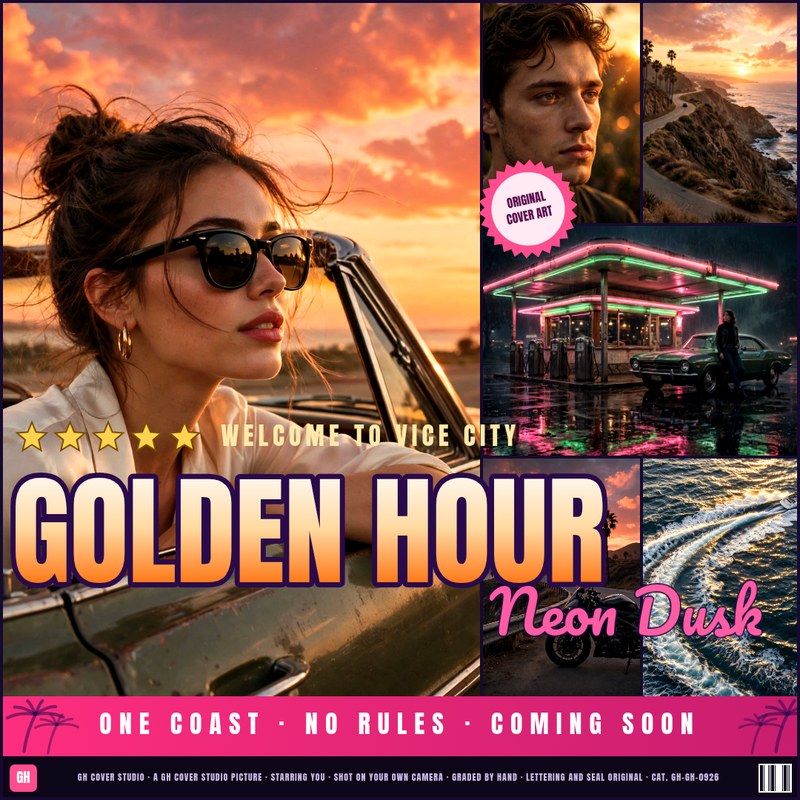 ORIGINAL
COVER ART
WELCOME TO VICE CITY
GOLDEN HOUR
Neon Dusk
ONE COAST · NO RULES · COMING SOON
GH
GH COVER STUDIO · A GH COVER STUDIO PICTURE · STARRING YOU · SHOT ON YOUR OWN CAMERA · GRADED BY HAND · LETTERING AND SEAL ORIGINAL · CAT. GH-GH-0926